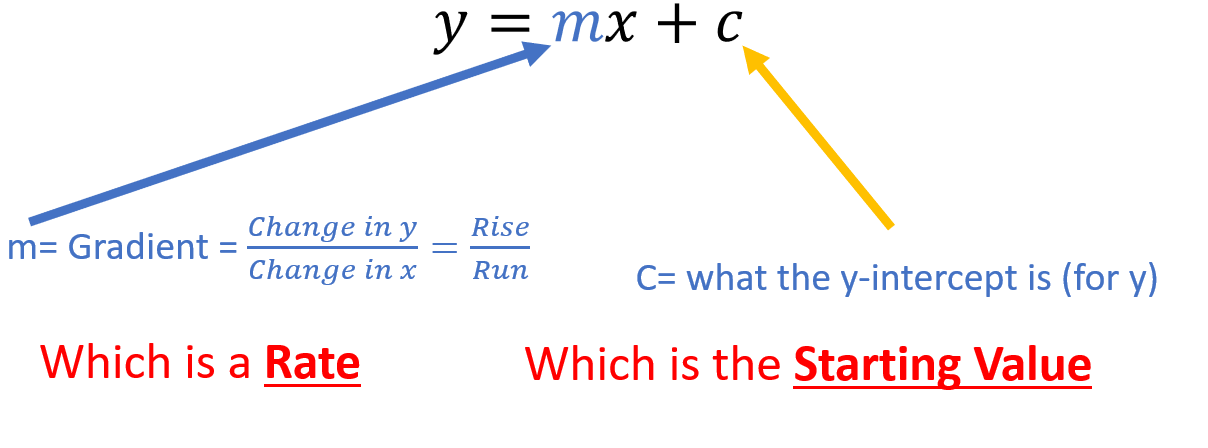 y = mx + c
m= Gradient = Change in y / Change in x = Rise / Run
C= what the y-intercept is (for y)
Which is a Rate
Which is the Starting Value